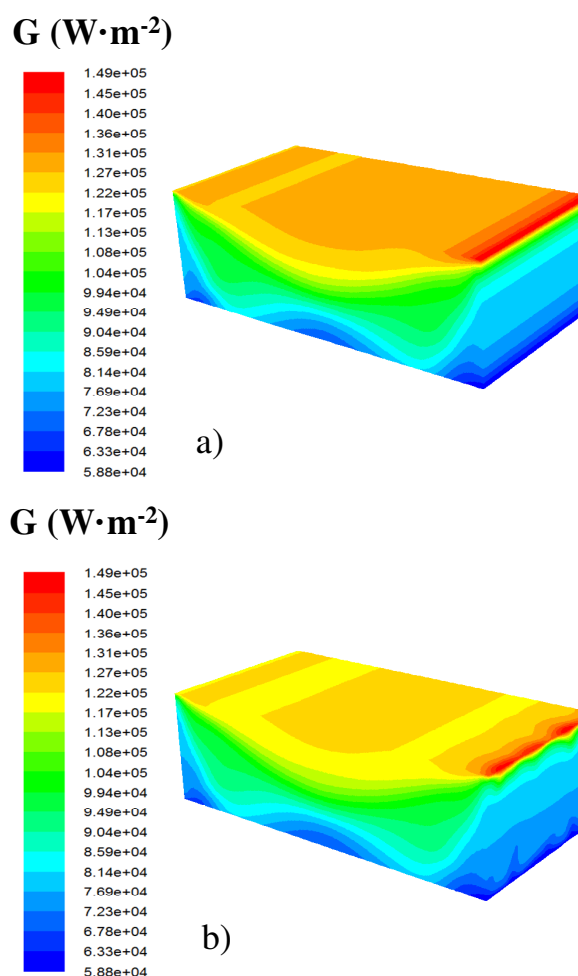 G (W·m-2)
1.49e+05
1.45e+05
1.40e+05
1.36e+05
1.31e+05
1.27e+05
1.22e+05
1.17e+05
1.13e+05
1.08e+05
1.04e+05
9.94e+04
9.49e+04
9.04e+04
8.59e+04
8.14e+04
7.69e+04
7.23e+04
6.78e+04
6.33e+04
5.88e+04
a)
G (W·m-2)
1.49e+05
1.45e+05
1.40e+05
1.36e+05
1.31e+05
1.27e+05
1.22e+05
1.17e+05
1.13e+05
1.08e+05
1.04e+05
9.94e+04
9.49e+04
9.04e+04
8.59e+04
8.14e+04
7.69e+04
7.23e+04
6.78e+04
6.33e+04
5.88e+04
b)